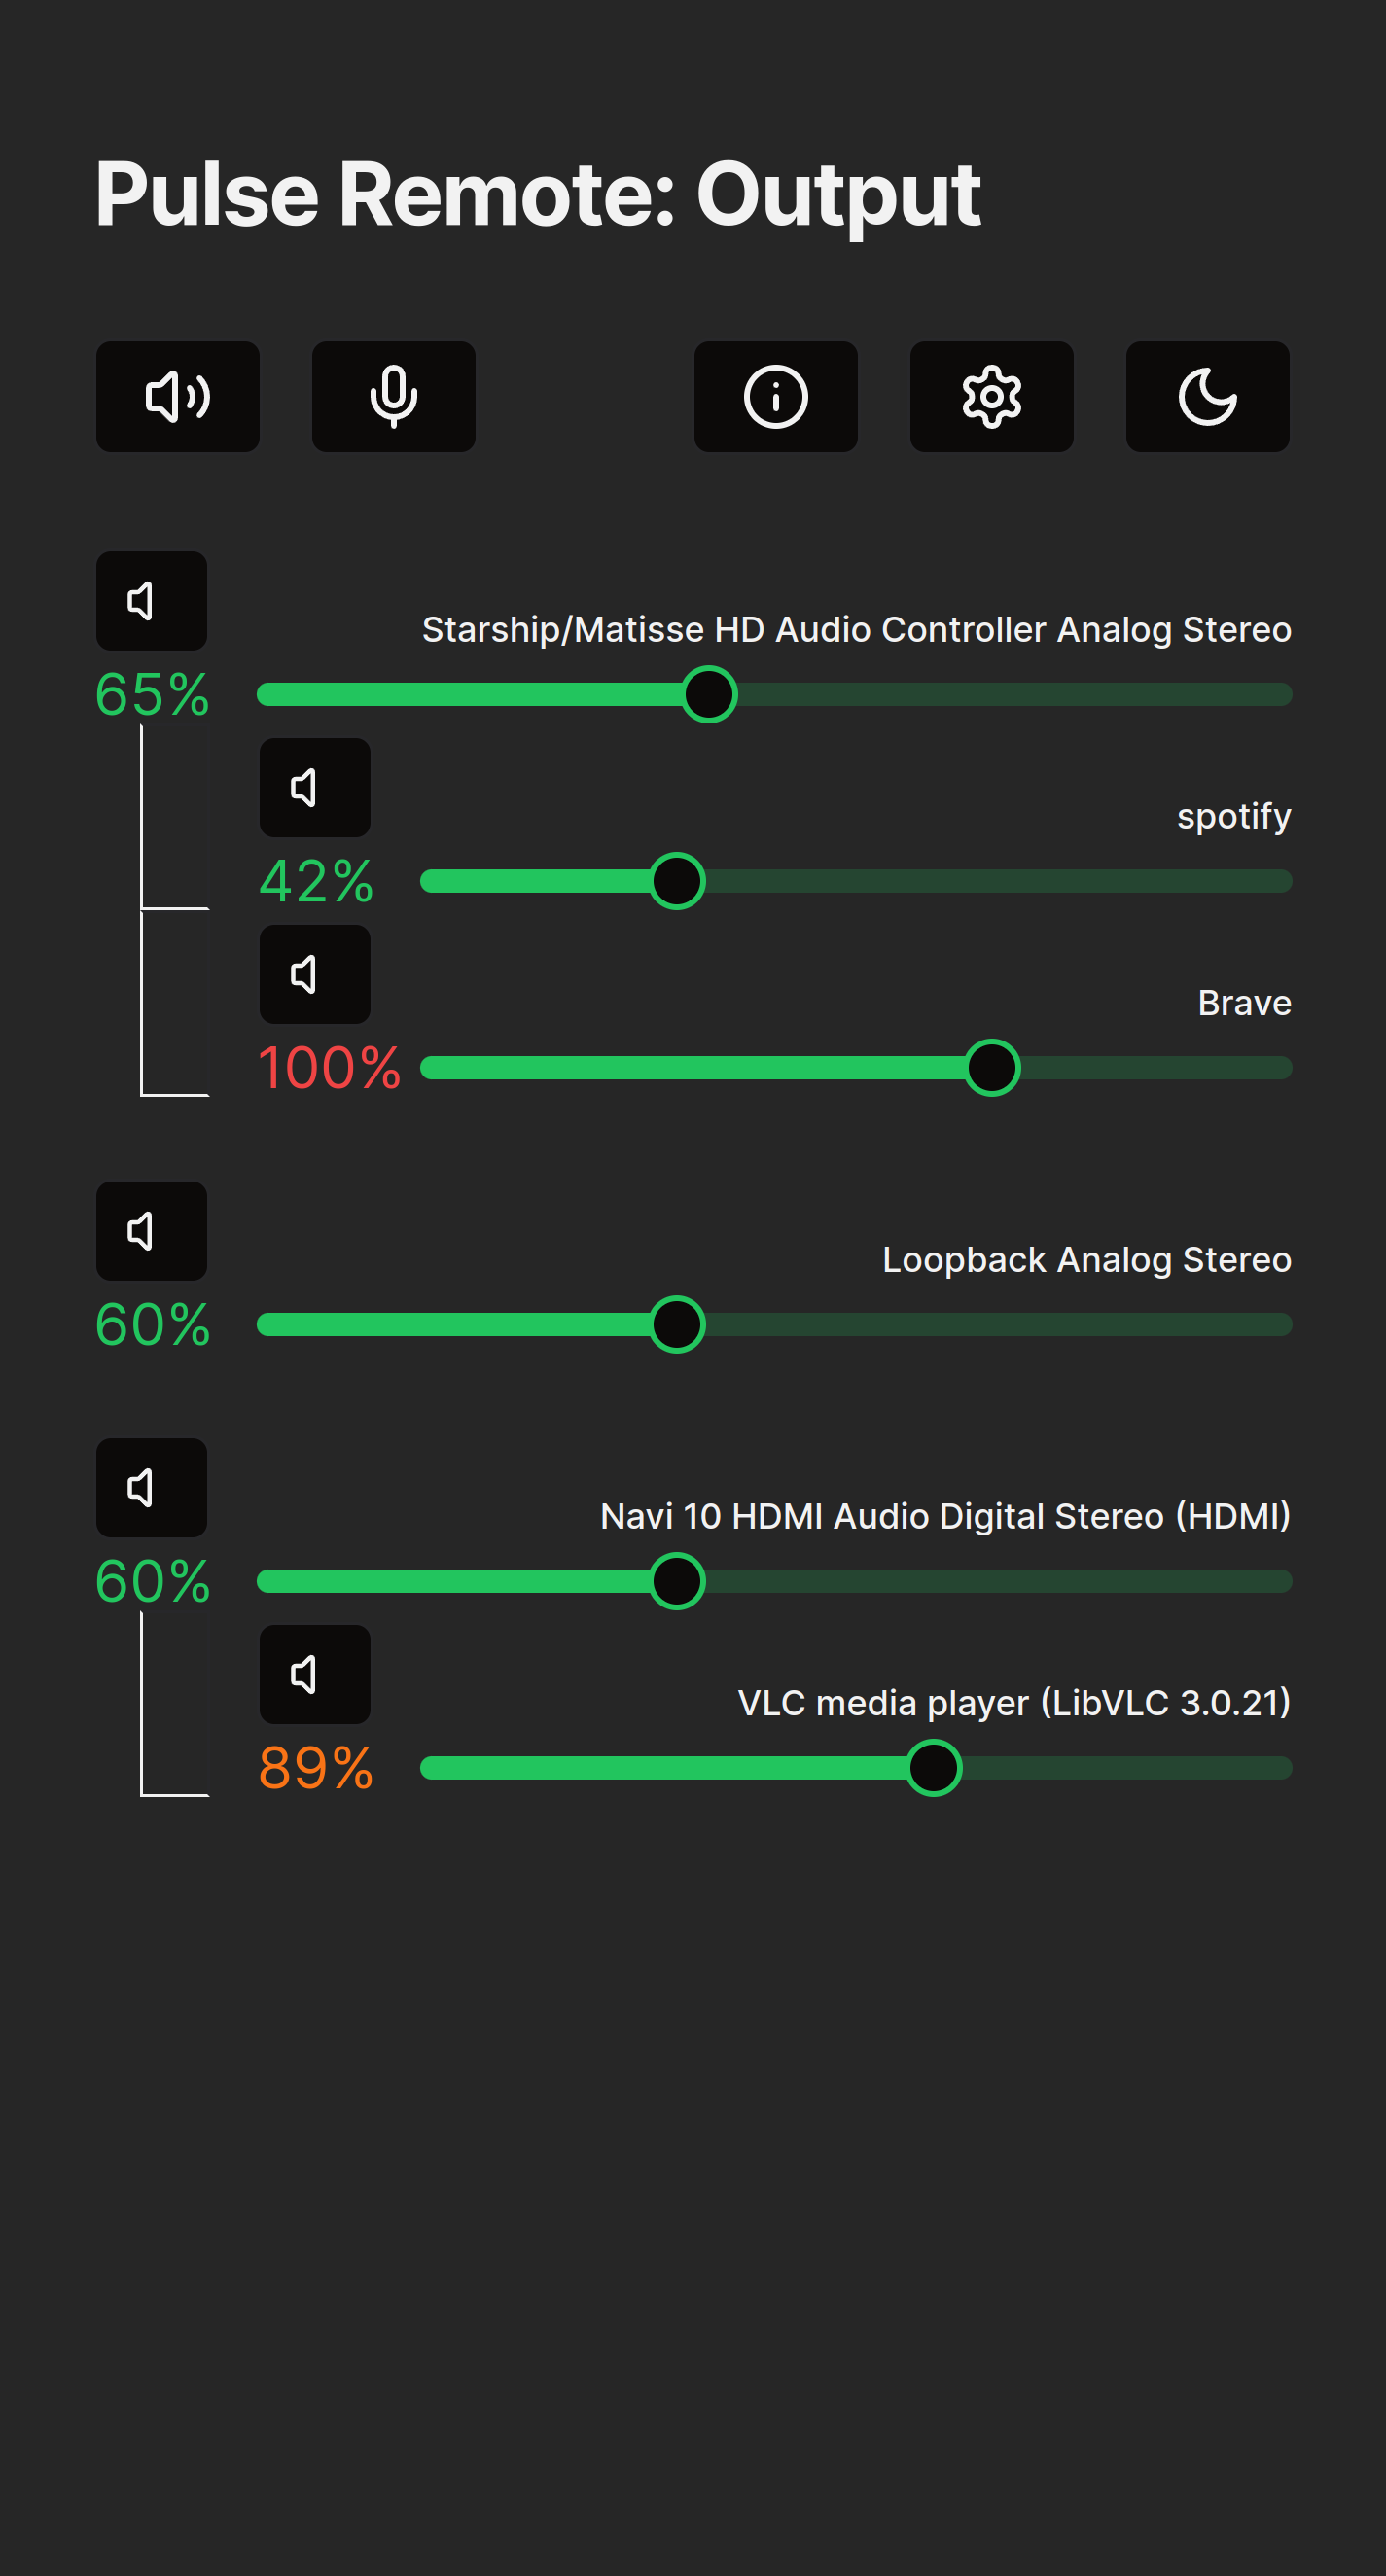 Pulse Remote: Output
Starship/Matisse HD Audio Controller Analog Stereo
65%
spotify
42%
Brave
100%
Loopback Analog Stereo
60%
Navi 10 HDMI Audio Digital Stereo (HDMI)
60%
VLC media player (LibVLC 3.0.21)
89%